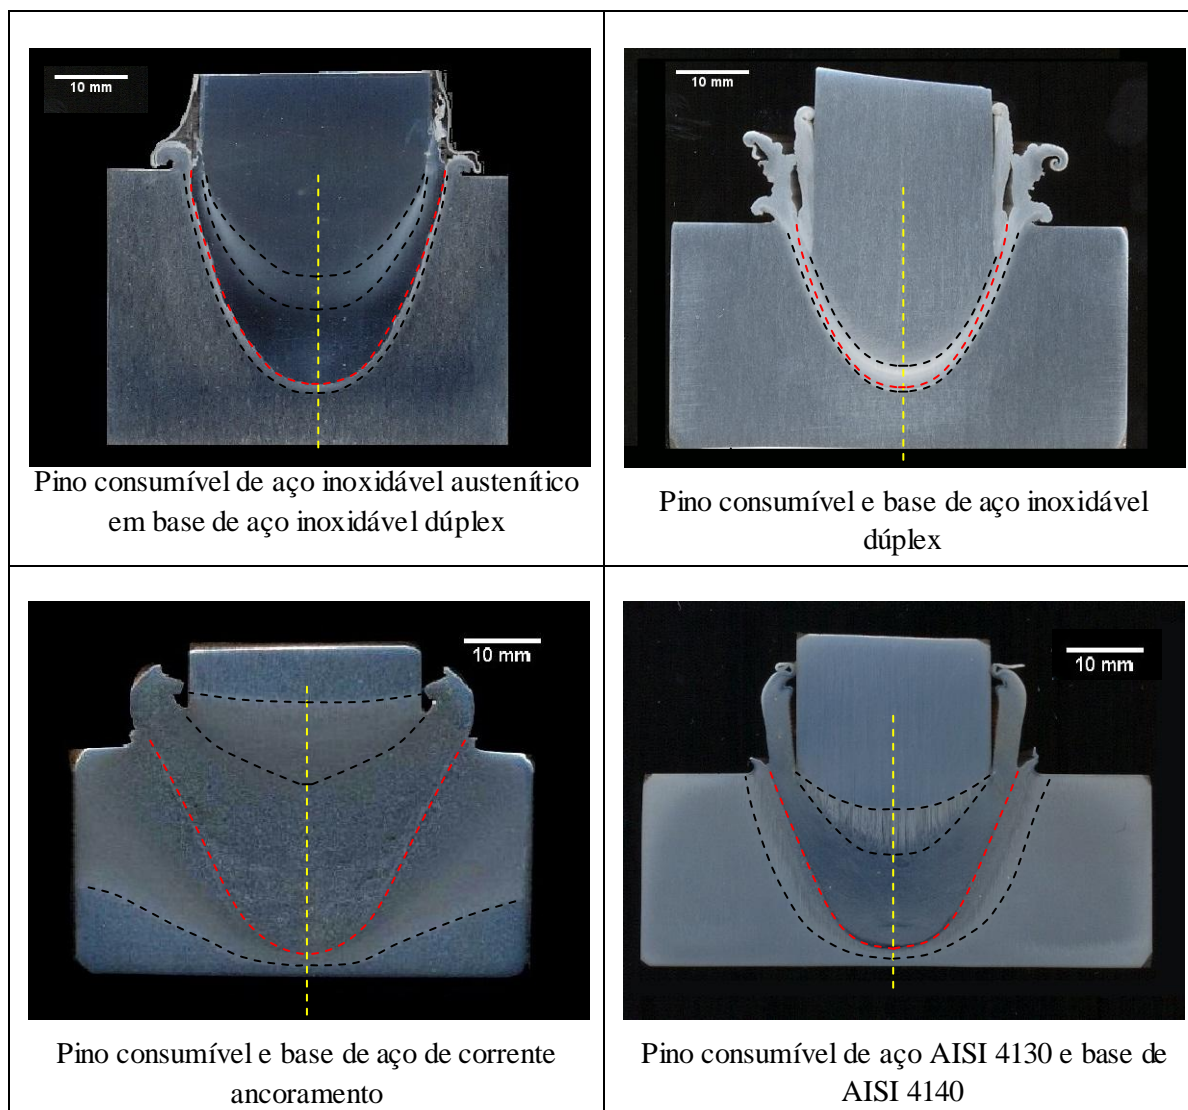 10 mm
10 mm
Pino consumível de aço inoxidável austenítico
em base de aço inoxidável dúplex
Pino consumível e base de aço inoxidável
dúplex
10 mm
10 mm
Pino consumível e base de aço de corrente
ancoramento
Pino consumível de aço AISI 4130 e base de
AISI 4140